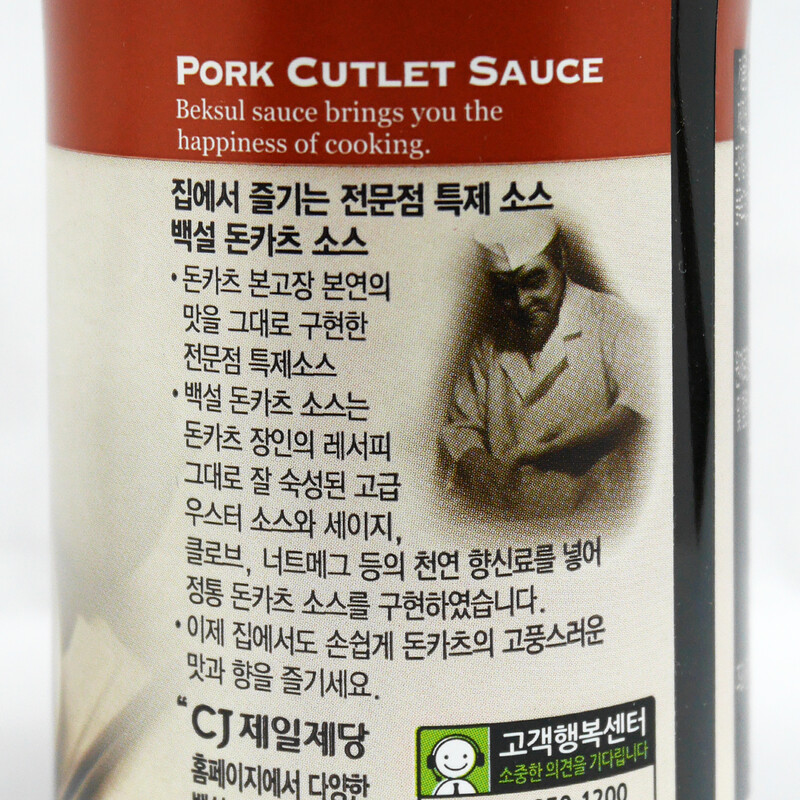 PORK CUTLET SAUCE
Beksul sauce brings you the
happiness of cooking.
집에서 즐기는 전문점 특제 소스
백설 돈카츠 소스
• 돈카츠 본고장 본연의
맛을 그대로 구현한
전문점 특제소스
• 백설 돈카츠 소스는
돈카츠 장인의 레서피
그대로 잘 숙성된 고급
우스터 소스와 세이지,
클로브, 너트메그 등의 천연 향신료를 넣어
정통 돈카츠 소스를 구현하였습니다.
• 이제 집에서도 손쉽게 돈카츠의 고풍스러운
맛과 향을 즐기세요.
“CJ 제일제당
홈페이지에서 다양한
고객행복센터
소중한 의견을 기다립니다
1200